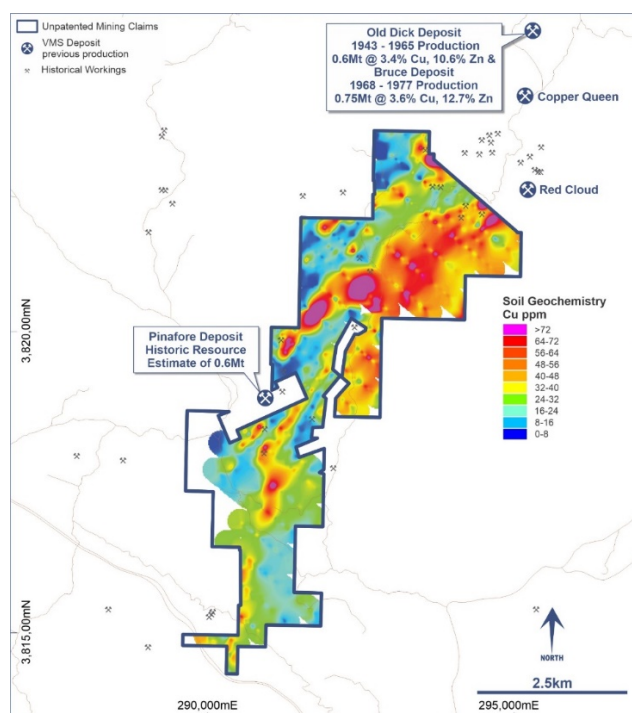 Unpatented Mining Claims
VMS Deposit
previous production
Historical Workings
Old Dick Deposit
1943 - 1965 Production
0.6Mt @ 3.4% Cu, 10.6% Zn &
Bruce Deposit
1968 - 1977 Production
0.75Mt @ 3.6% Cu, 12.7% Zn
Copper Queen
Red Cloud
Soil Geochemistry
Cu ppm
>72
64-72
56-64
48-56
40-48
32-40
24-32
16-24
8-16
0-8
3,820,00mN
Pinafore Deposit
Historic Resource
Estimate of 0.6Mt
3,815,00mN
NORTH
2.5km
290,000mE
295,000mE